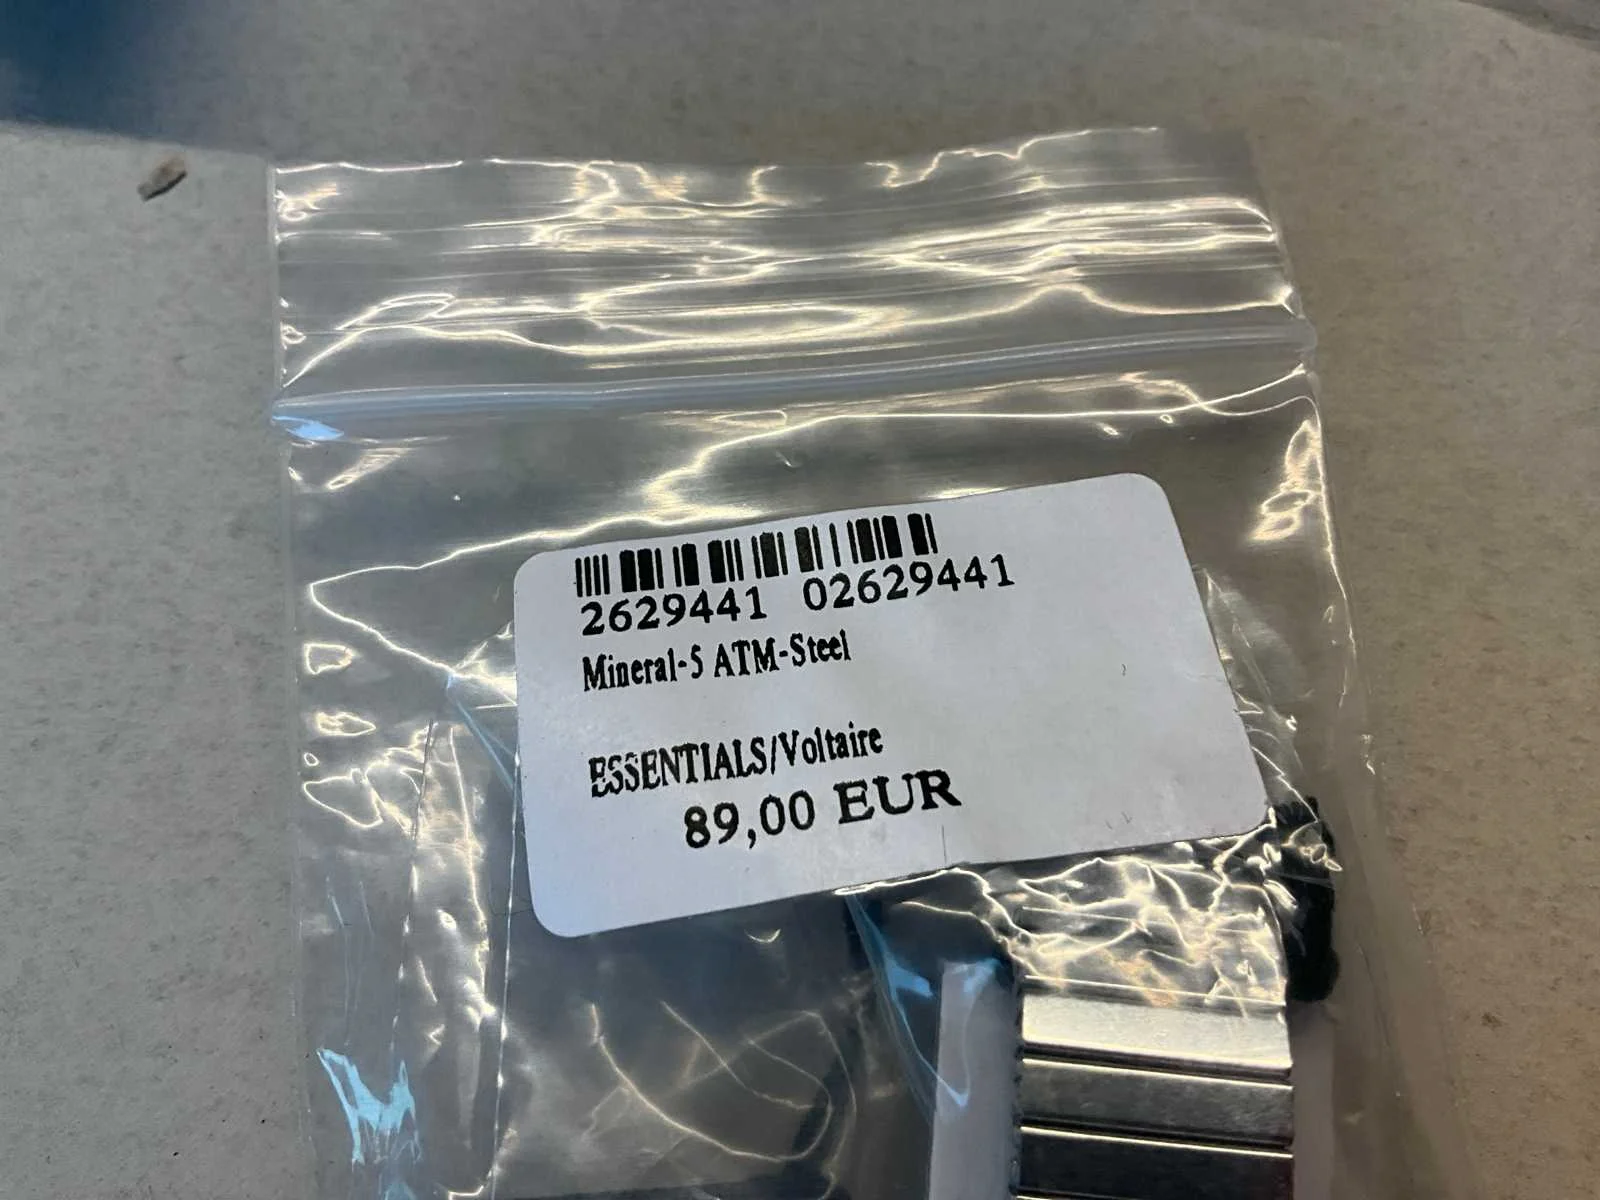 2629441 02629441
Mineral-5 ATM-Steel
ESSENTIALS/Voltaire
89,00 EUR